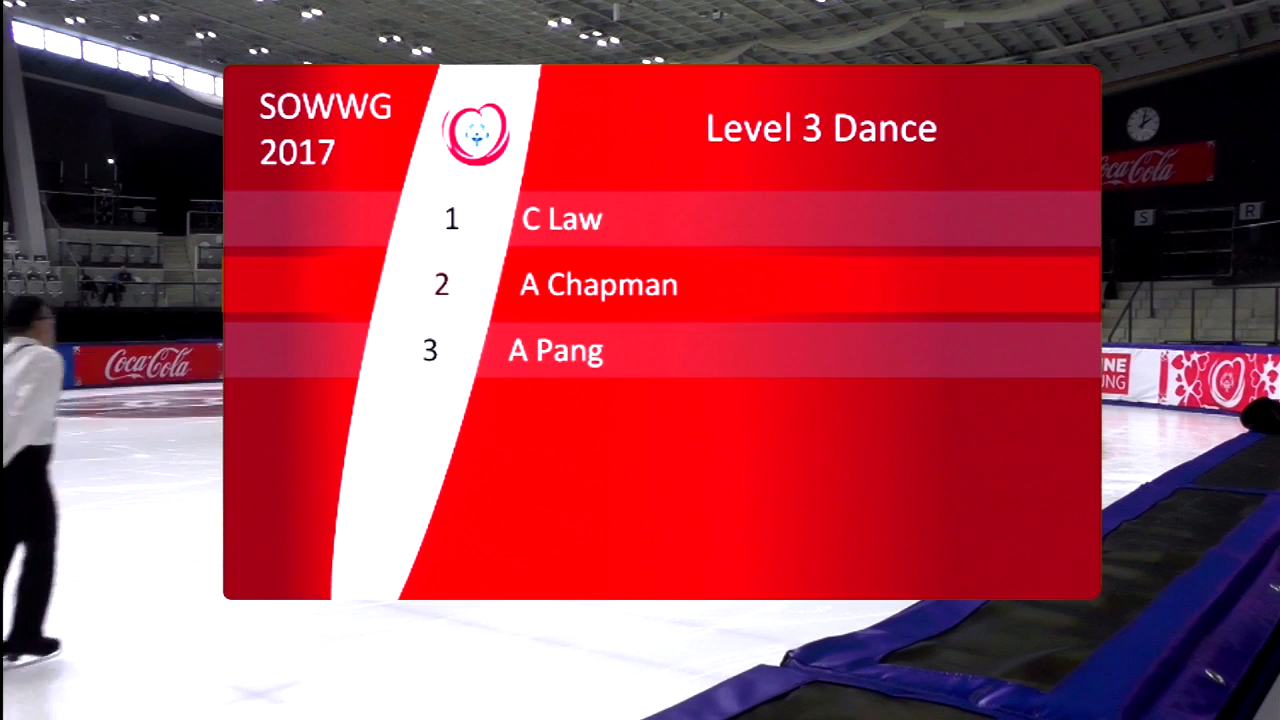 SOWWG
2017
Level 3 Dance
1 C Law
2 A Chapman
3 A Pang
Coca-Cola
Coca-Cola
S
R